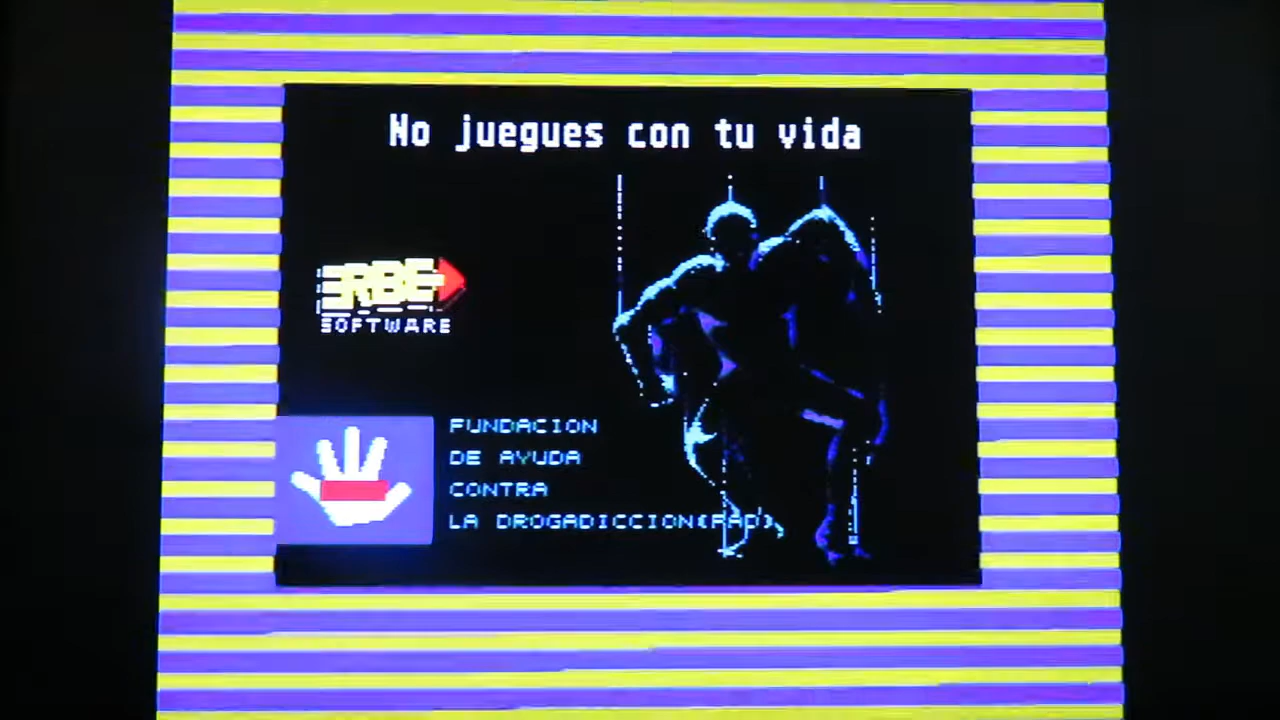 No juegues con tu vida
ERBE
SOFTWARE
FUNDACION
DE AYUDA
CONTRA
LA DROGADICCION(FAD)